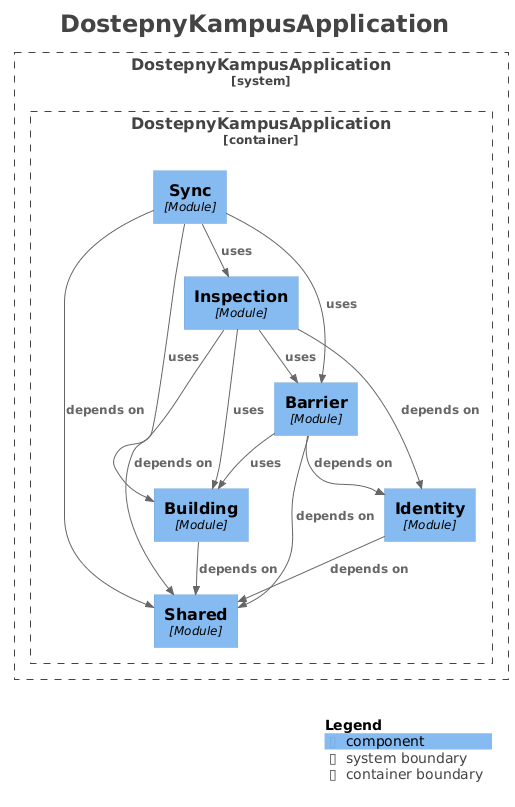 DostepnyKampusApplication
DostepnyKampusApplication
[system]
DostepnyKampusApplication
[container]
Sync
[Module]
uses
Inspection
[Module]
uses
uses
uses
Barrier
[Module]
depends on
uses
depends on
depends on
uses
depends on
Building
[Module]
depends on
Identity
[Module]
depends on
depends on
Shared
[Module]
Legend
component
system boundary
container boundary